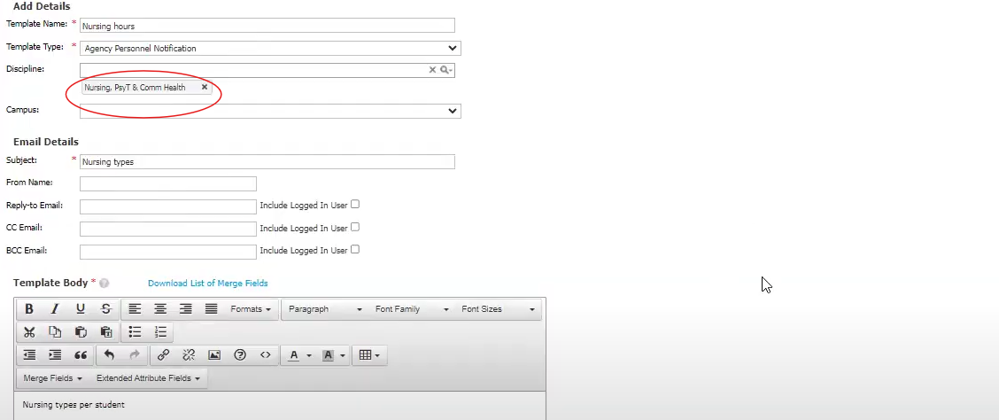 Add Details
Template Name: * Nursing hours
Template Type: * Agency Personnel Notification
Discipline:
Nursing, PsyT & Comm Health
Campus:
Email Details
Subject: * Nursing types
From Name:
Reply-to Email: Include Logged In User
CC Email: Include Logged In User
BCC Email: Include Logged In User
Template Body * Download List of Merge Fields
B I U S Formats Paragraph Font Family Font Sizes
A A
Merge Fields Extended Attribute Fields
Nursing types per student